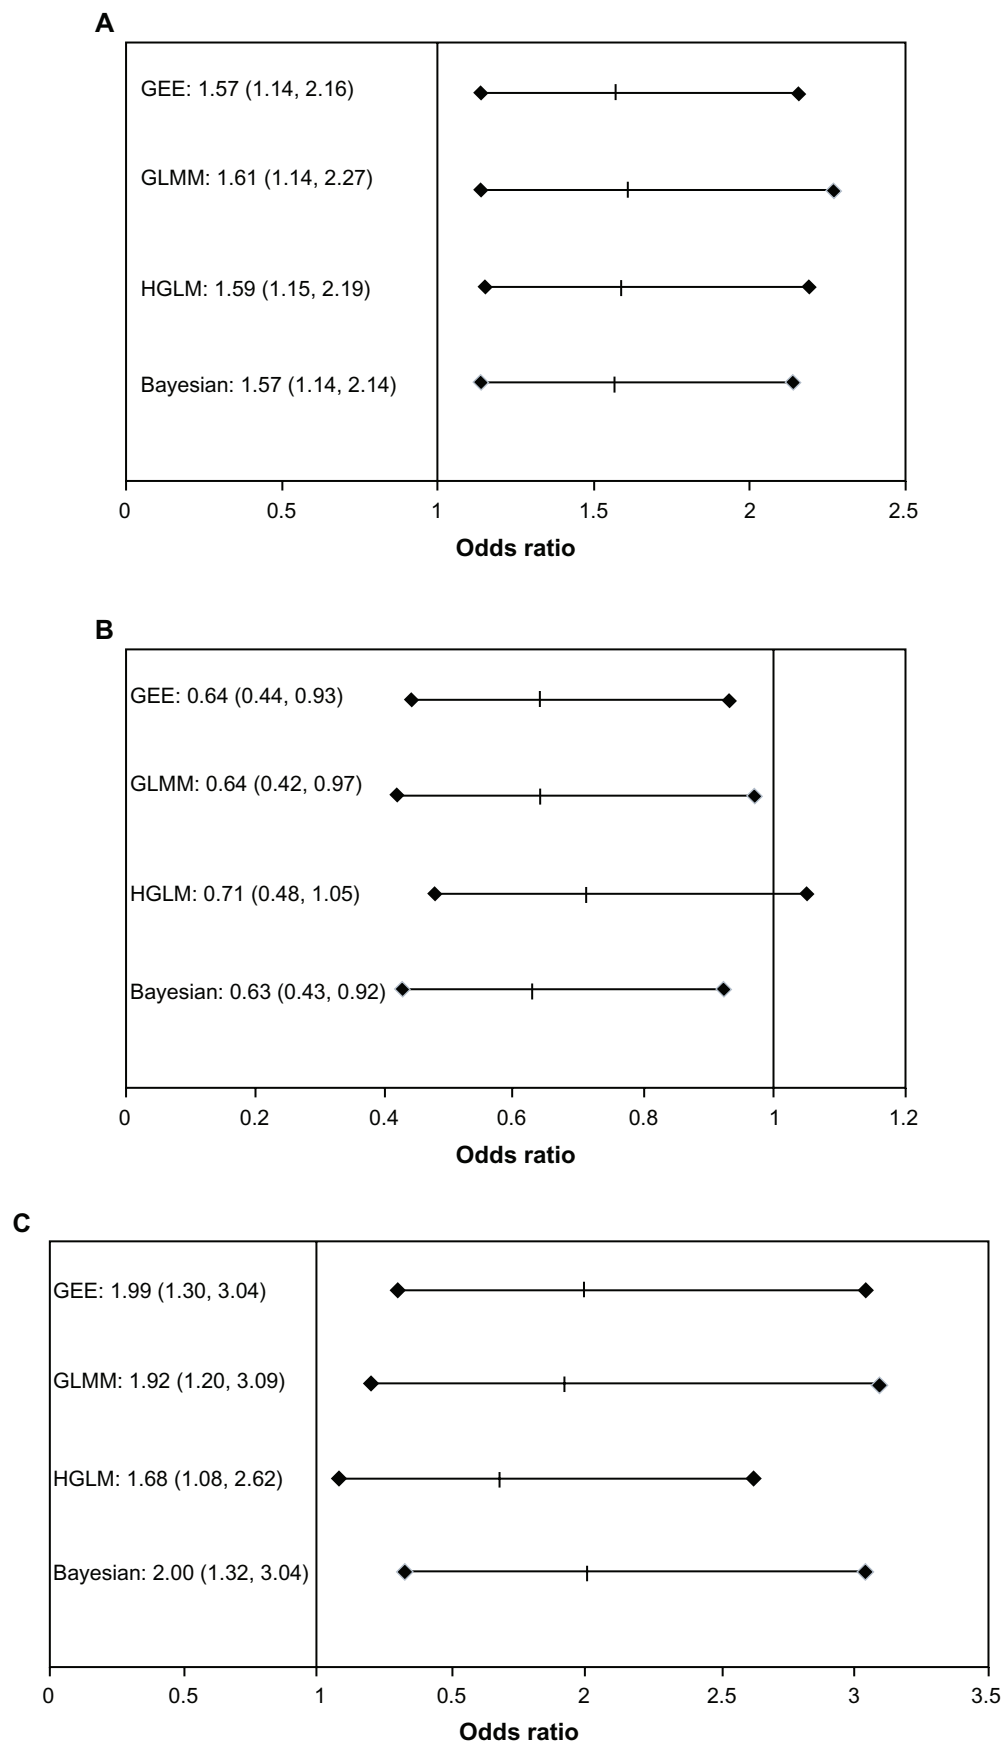 A
GEE: 1.57 (1.14, 2.16)
GLMM: 1.61 (1.14, 2.27)
HGLM: 1.59 (1.15, 2.19)
Bayesian: 1.57 (1.14, 2.14)
0 0.5 1 1.5 2 2.5
Odds ratio
B
GEE: 0.64 (0.44, 0.93)
GLMM: 0.64 (0.42, 0.97)
HGLM: 0.71 (0.48, 1.05)
Bayesian: 0.63 (0.43, 0.92)
0 0.2 0.4 0.6 0.8 1 1.2
Odds ratio
C
GEE: 1.99 (1.30, 3.04)
GLMM: 1.92 (1.20, 3.09)
HGLM: 1.68 (1.08, 2.62)
Bayesian: 2.00 (1.32, 3.04)
0 0.5 1 0.5 2 2.5 3 3.5
Odds ratio